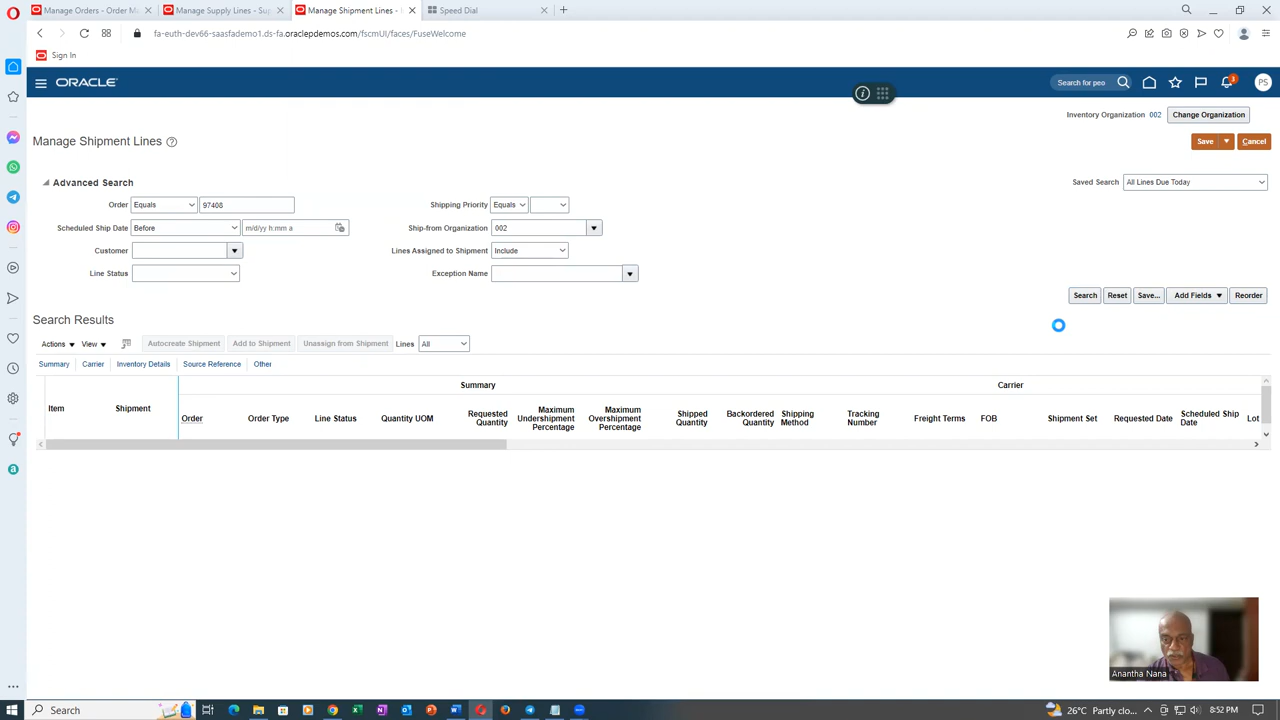 Manage Orders - Order Ma
Manage Supply Lines - Sup
Manage Shipment Lines -
Speed Dial
fa-euth-dev66-saasfademo1.ds-fa.oraclepdemos.com/fscmUI/faces/FuseWelcome
Sign In
ORACLE
Search for peo
3
PS
Inventory Organization 002 Change Organization
Manage Shipment Lines
Save
Cancel
Advanced Search
Saved Search All Lines Due Today
Order Equals 97408
Shipping Priority Equals
Scheduled Ship Date Before m/d/yy h:mm a
Ship-from Organization 002
Customer
Lines Assigned to Shipment Include
Line Status
Exception Name
Search Reset Save... Add Fields Reorder
Search Results
Actions View Autocreate Shipment Add to Shipment Unassign from Shipment Lines All
Summary Carrier Inventory Details Source Reference Other
Summary
Carrier
Item
Shipment
Order
Order Type
Line Status
Quantity UOM
Requested Quantity
Maximum Undershipment Percentage
Maximum Overshipment Percentage
Shipped Quantity
Backordered Quantity
Shipping Method
Tracking Number
Freight Terms
FOB
Shipment Set
Requested Date
Scheduled Ship Date
Lot
Anantha Nana
Search
26°C Partly clo...
8:52 PM